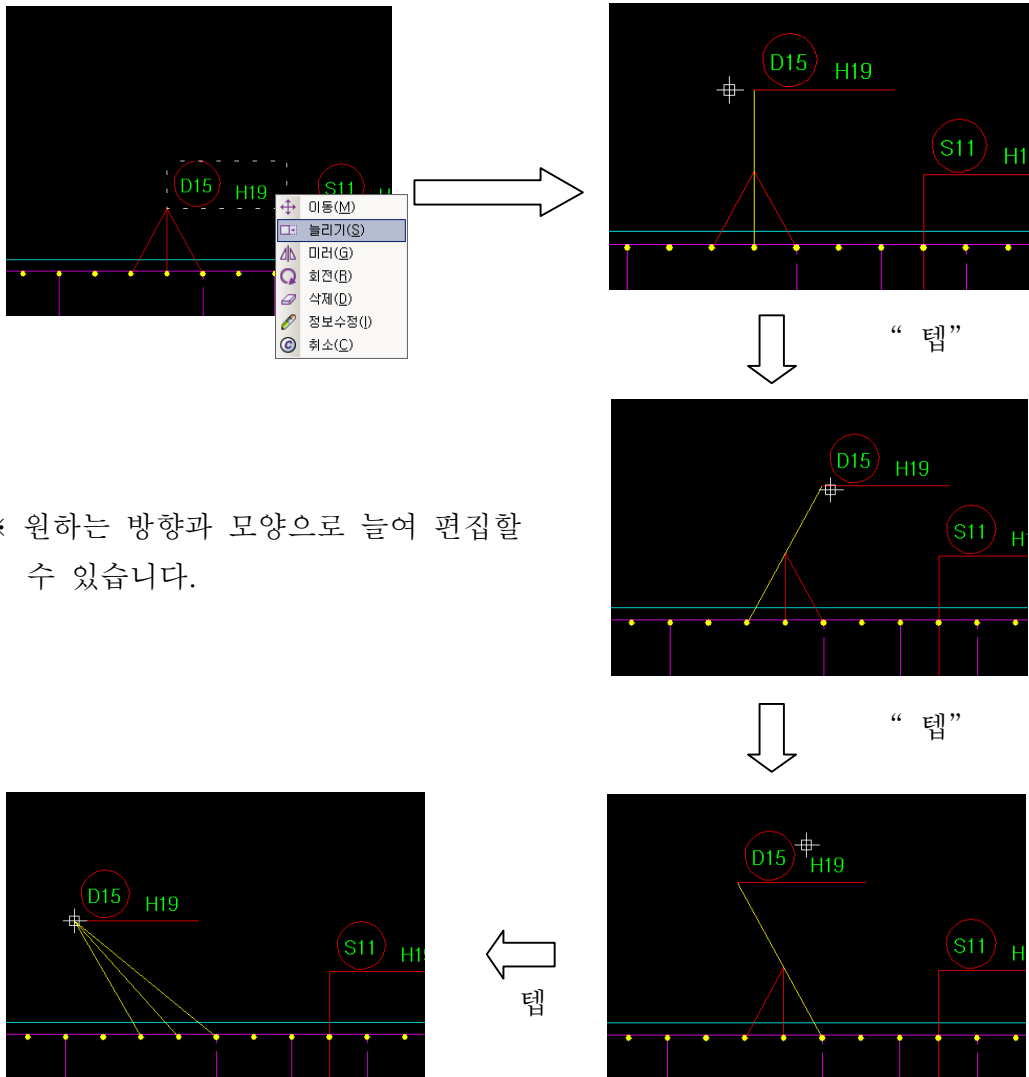 D15 H19
S11
이동(M)
늘리기(S)
미러(G)
회전(R)
삭제(D)
정보수정(I)
취소(C)
D15 H19
S11 H1
“ 텝”
D15 H19
S11
※ 원하는 방향과 모양으로 늘여 편집할
수 있습니다.
“ 텝”
D15 H19
S11 H
텝
D15 H19
S11 H19